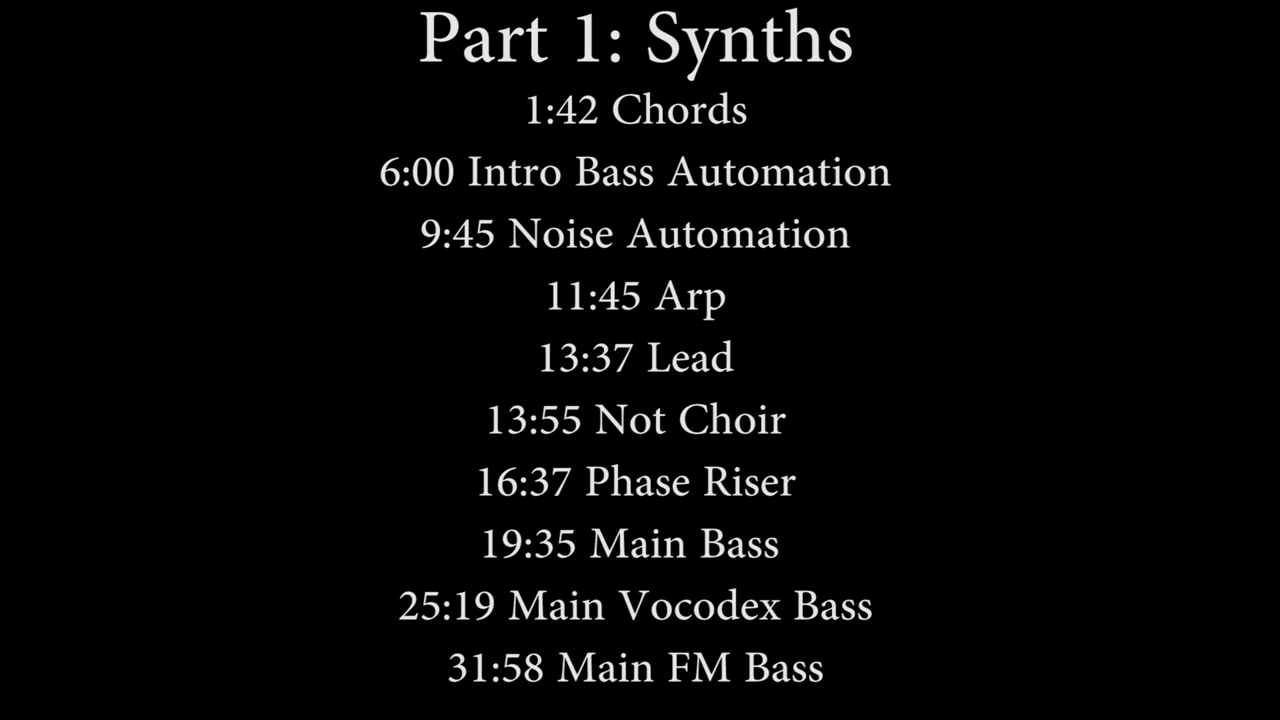 Part 1: Synths
1:42 Chords
6:00 Intro Bass Automation
9:45 Noise Automation
11:45 Arp
13:37 Lead
13:55 Not Choir
16:37 Phase Riser
19:35 Main Bass
25:19 Main Vocodex Bass
31:58 Main FM Bass